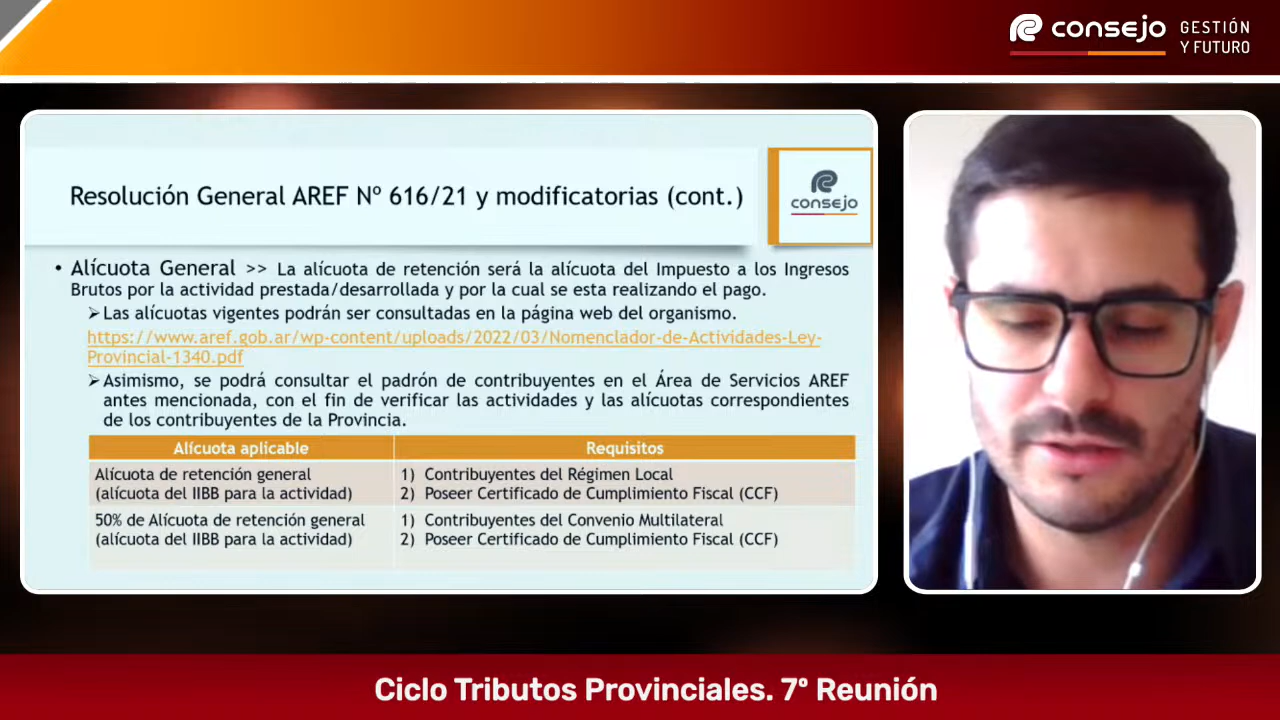 consejo
GESTIÓN
Y FUTURO
Resolución General AREF Nº 616/21 y modificatorias (cont.)
consejo
• Alícuota General >> La alícuota de retención será la alícuota del Impuesto a los Ingresos
Brutos por la actividad prestada/desarrollada y por la cual se esta realizando el pago.
➢Las alícuotas vigentes podrán ser consultadas en la página web del organismo.
https://www.aref.gob.ar/wp-content/uploads/2022/03/Nomenclador-de-Actividades-Ley-
Provincial-1340.pdf
➢Asimismo, se podrá consultar el padrón de contribuyentes en el Área de Servicios AREF
antes mencionada, con el fin de verificar las actividades y las alícuotas correspondientes
de los contribuyentes de la Provincia.
Alícuota aplicable Requisitos
Alícuota de retención general 1) Contribuyentes del Régimen Local
(alícuota del IIBB para la actividad) 2) Poseer Certificado de Cumplimiento Fiscal (CCF)
50% de Alícuota de retención general 1) Contribuyentes del Convenio Multilateral
(alícuota del IIBB para la actividad) 2) Poseer Certificado de Cumplimiento Fiscal (CCF)
Ciclo Tributos Provinciales. 7º Reunión